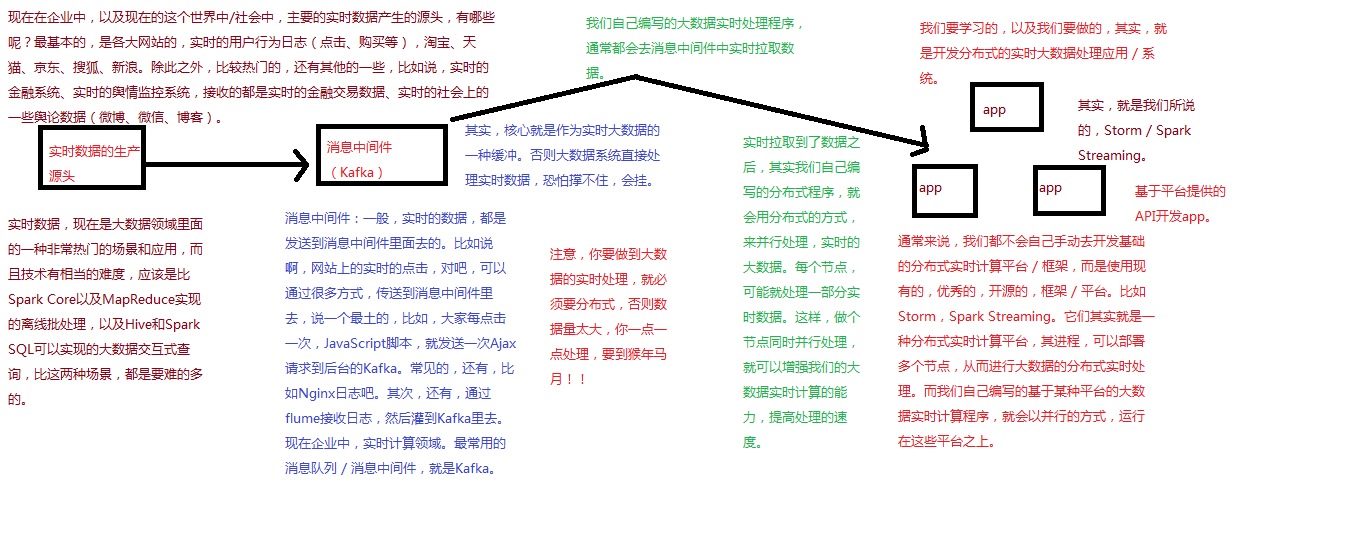 现在在企业中，以及现在的这个世界中/社会中，主要的实时数据产生的源头，有哪些
呢？最基本的，是各大网站的，实时的用户行为日志（点击、购买等），淘宝、天
猫、京东、搜狐、新浪。除此之外，比较热门的，还有其他的一些，比如说，实时的
金融系统、实时的舆情监控系统，接收的都是实时的金融交易数据、实时的社会上的
一些舆论数据（微博、微信、博客）。
实时数据的生产
源头
实时数据，现在是大数据领域里面
的一种非常热门的场景和应用，而
且技术有相当的难度，应该是比
Spark Core以及MapReduce实现
的离线批处理，以及Hive和Spark
SQL可以实现的大数据交互式查
询，比这两种场景，都是要难的多
的。
消息中间件
（Kafka）
其实，核心就是作为实时大数据的
一种缓冲。否则大数据系统直接处
理实时数据，恐怕撑不住，会挂。
消息中间件：一般，实时的数据，都是
发送到消息中间件里面去的。比如说
啊，网站上的实时的点击，对吧，可以
通过很多方式，传送到消息中间件里
去，说一个最土的，比如，大家每点击
一次，JavaScript脚本，就发送一次Ajax
请求到后台的Kafka。常见的，还有，比
如Nginx日志吧。其次，还有，通过
flume接收日志，然后灌到Kafka里去。
现在企业中，实时计算领域。最常用的
消息队列 / 消息中间件，就是Kafka。
注意，你要做到大数
据的实时处理，就必
须要分布式，否则数
据量太大，你一点一
点处理，要到猴年马
月！！
我们自己编写的大数据实时处理程序，
通常都会去消息中间件中实时拉取数
据。
实时拉取到了数据之
后，其实我们自己编
写的分布式程序，就
会用分布式的方式，
来并行处理，实时的
大数据。每个节点，
可能就处理一部分实
时数据。这样，做个
节点同时并行处理，
就可以增强我们的大
数据实时计算的能
力，提高处理的速
度。
我们要学习的，以及我们要做的，其实，就
是开发分布式的实时大数据处理应用 / 系
统。
app
其实，就是我们所说
的，Storm / Spark
Streaming。
app
app
基于平台提供的
API开发app。
通常来说，我们都不会自己手动去开发基础
的分布式实时计算平台 / 框架，而是使用现
有的，优秀的，开源的，框架 / 平台。比如
Storm，Spark Streaming。它们其实就是一
种分布式实时计算平台，其进程，可以部署
多个节点，从而进行大数据的分布式实时处
理。而我们自己编写的基于某种平台的大数
据实时计算程序，就会以并行的方式，运行
在这些平台之上。